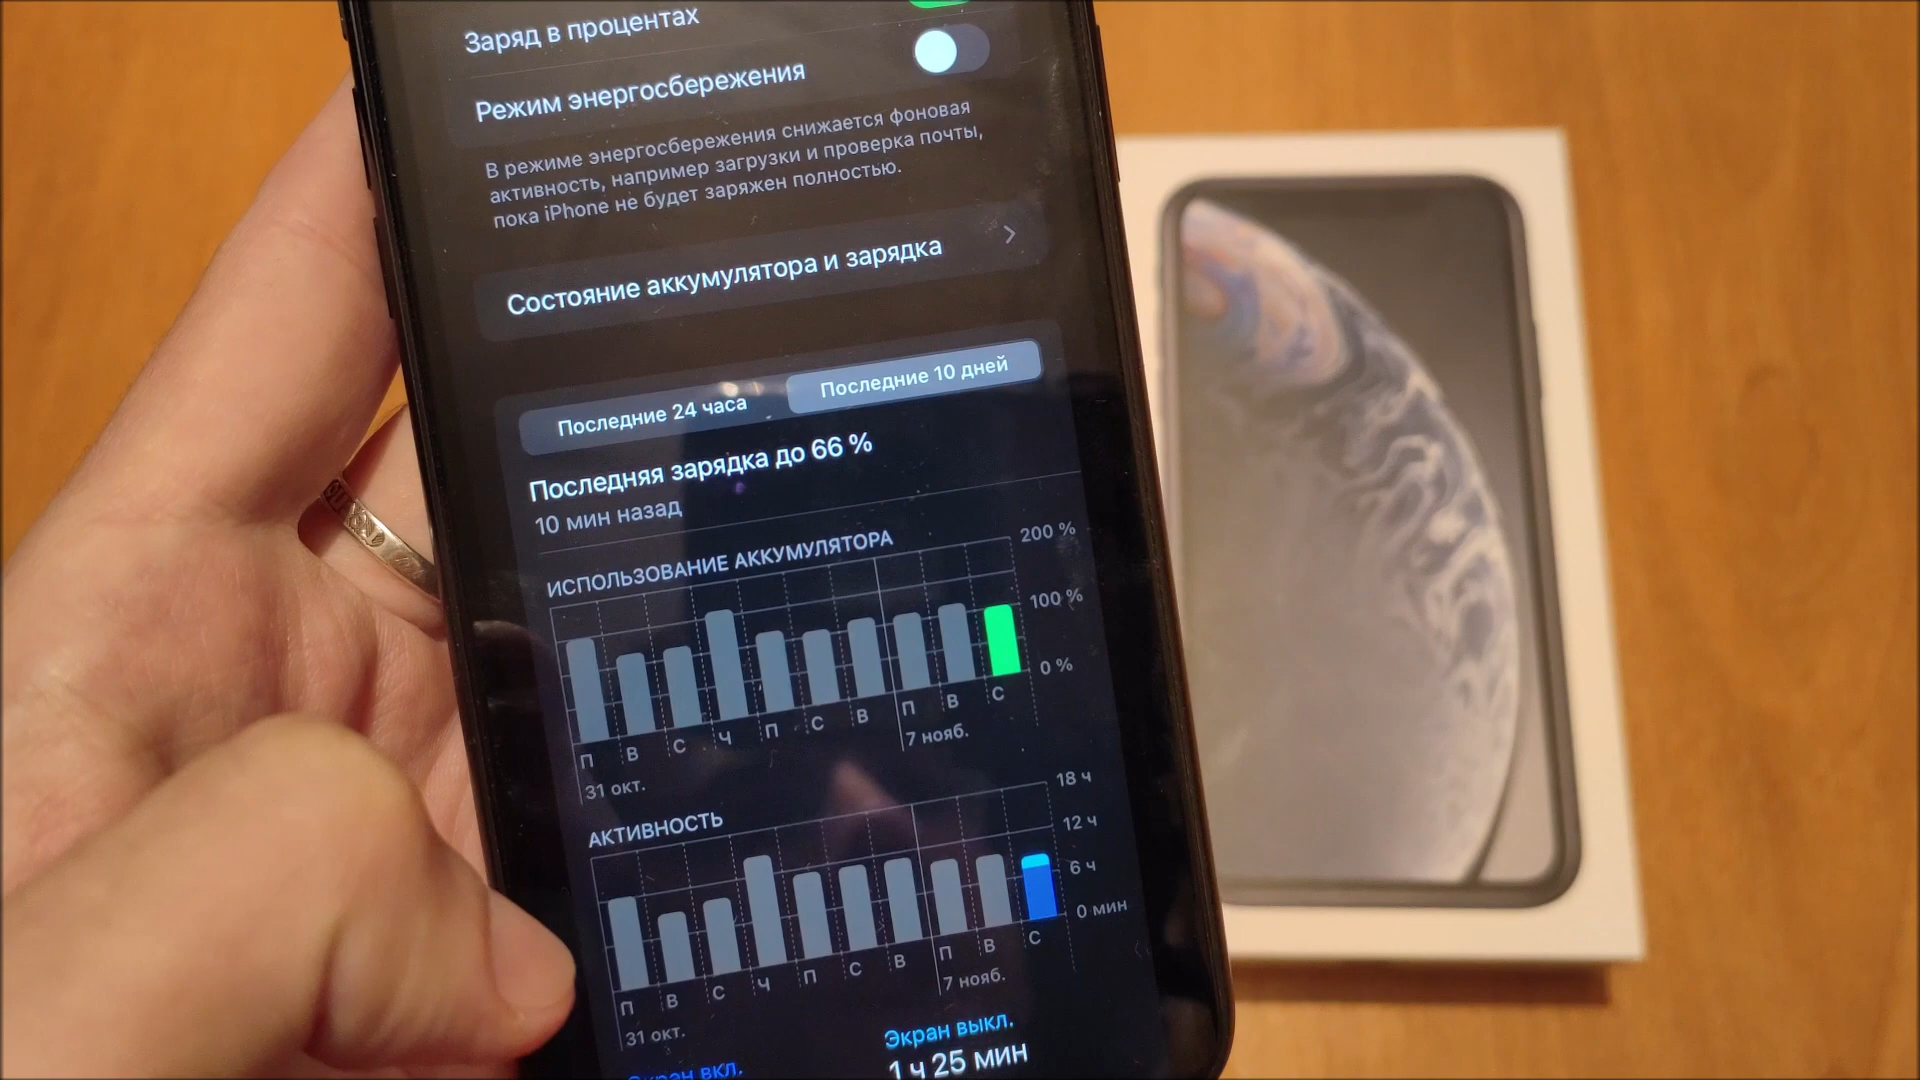 Заряд в процентах
Режим энергосбережения
В режиме энергосбережения снижается фоновая
активность, например загрузки и проверка почты,
пока iPhone не будет заряжен полностью.
Состояние аккумулятора и зарядка
Последние 24 часа Последние 10 дней
Последняя зарядка до 66 %
10 мин назад
ИСПОЛЬЗОВАНИЕ АККУМУЛЯТОРА
200 %
100 %
0 %
П В С Ч П С В П В С
31 окт. 7 нояб.
АКТИВНОСТЬ
18 ч
12 ч
6 ч
0 мин
П В С Ч П С В П В С
31 окт. 7 нояб.
Экран вкл. Экран выкл.
1 ч 25 мин